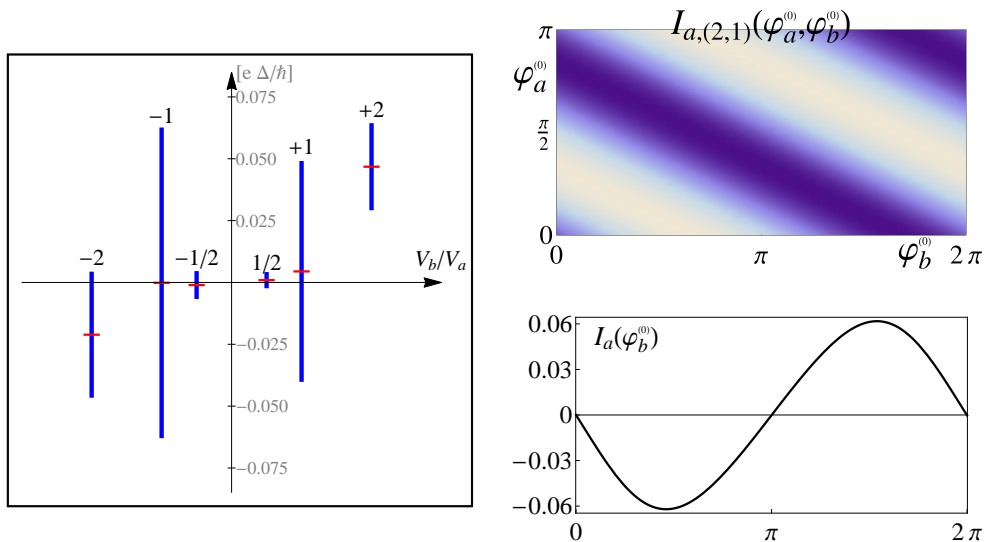 [e Δ/ħ]
0.075
0.050
0.025
−0.025
−0.050
−0.075
−2
−1
−1/2
1/2
+1
+2
V_b/V_a
I_{a,(2,1)}(φ_a^{(0)},φ_b^{(0)})
π
φ_a^{(0)}
π/2
0
0
π
φ_b^{(0)}
2 π
I_a(φ_b^{(0)})
0.06
0.03
0
−0.03
−0.06
0
π
2 π